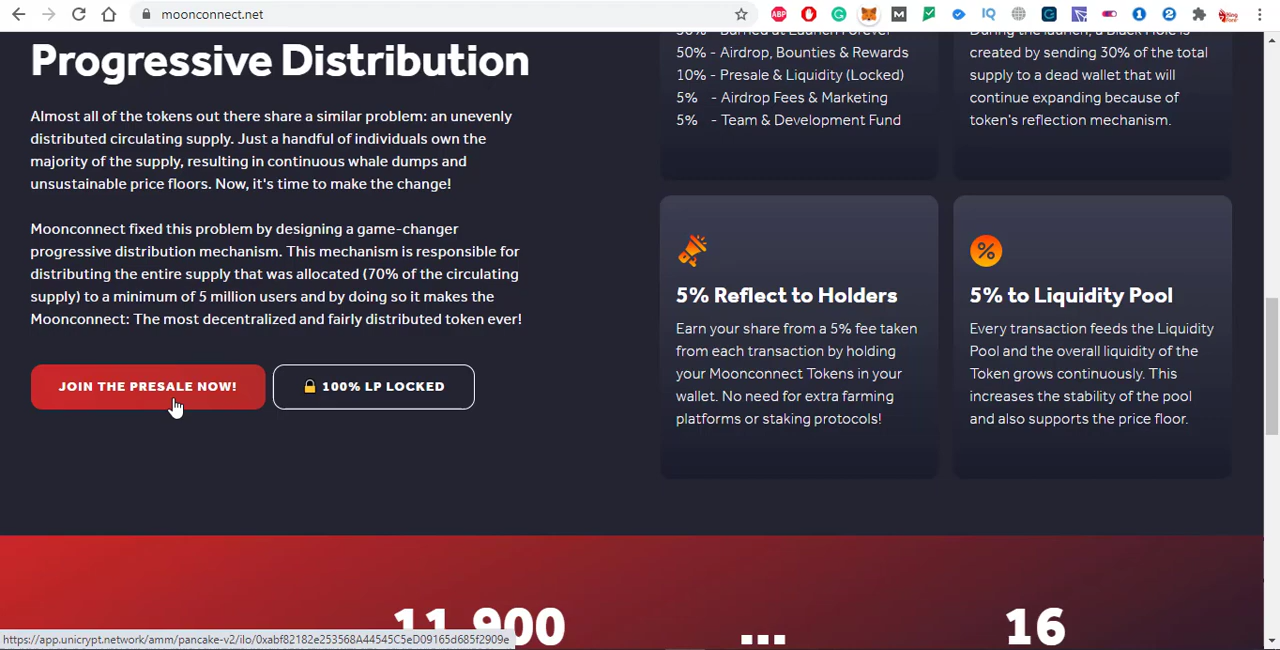 moonconnect.net
Progressive Distribution
Almost all of the tokens out there share a similar problem: an unevenly
distributed circulating supply. Just a handful of individuals own the
majority of the supply, resulting in continuous whale dumps and
unsustainable price floors. Now, it's time to make the change!
Moonconnect fixed this problem by designing a game-changer
progressive distribution mechanism. This mechanism is responsible for
distributing the entire supply that was allocated (70% of the circulating
supply) to a minimum of 5 million users and by doing so it makes the
Moonconnect: The most decentralized and fairly distributed token ever!
JOIN THE PRESALE NOW!
100% LP LOCKED
30% - Burned at Launch Forever
50% - Airdrop, Bounties & Rewards
10% - Presale & Liquidity (Locked)
5% - Airdrop Fees & Marketing
5% - Team & Development Fund
During the launch, a Black Hole is
created by sending 30% of the total
supply to a dead wallet that will
continue expanding because of
token's reflection mechanism.
5% Reflect to Holders
Earn your share from a 5% fee taken
from each transaction by holding
your Moonconnect Tokens in your
wallet. No need for extra farming
platforms or staking protocols!
5% to Liquidity Pool
Every transaction feeds the Liquidity
Pool and the overall liquidity of the
Token grows continuously. This
increases the stability of the pool
and also supports the price floor.
11,900
...
16
https://app.unicrypt.network/amm/pancake-v2/ilo/0xabf82182e253568A44545C5eD09165d685f2909e